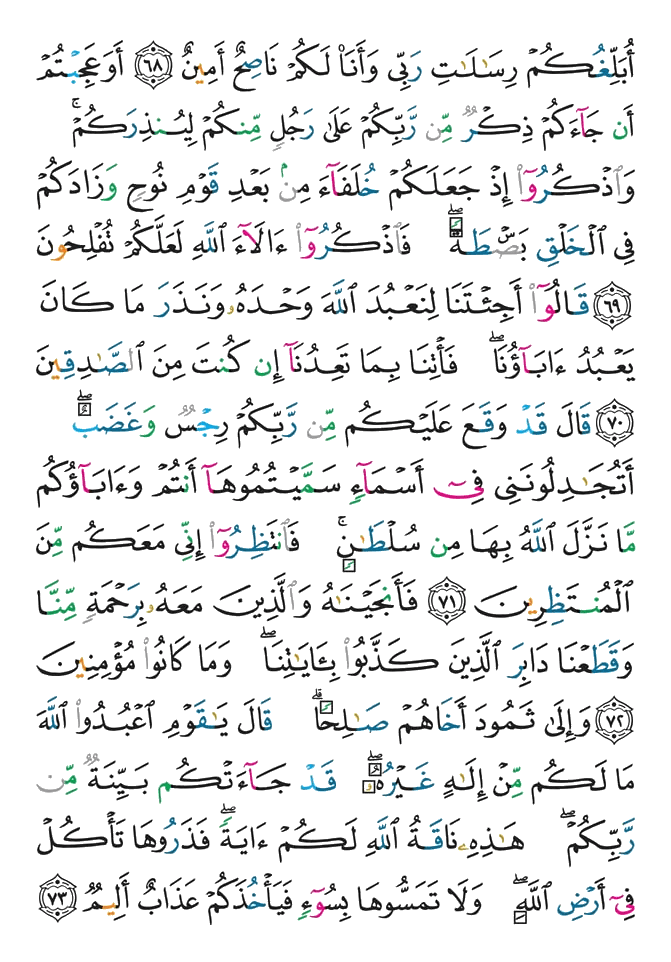 أُبَلِّغُكُمْ رِسَٰلَٰتِ رَبِّي وَأَنَا۠ لَكُمْ نَاصِحٌ أَمِينٌ ٦٨ أَوَعَجِبْتُمْ
أَن جَآءَكُمْ ذِكْرٌ مِّن رَّبِّكُمْ عَلَىٰ رَجُلٍ مِّنكُمْ لِيُنذِرَكُمْ ۚ
وَٱذْكُرُوٓا۟ إِذْ جَعَلَكُمْ خُلَفَآءَ مِنۢ بَعْدِ قَوْمِ نُوحٍ وَزَادَكُمْ
فِي ٱلْخَلْقِ بَصْۜطَةً ۖ فَٱذْكُرُوٓا۟ ءَالَآءَ ٱللَّهِ لَعَلَّكُمْ تُفْلِحُونَ
٦٩ قَالُوٓا۟ أَجِئْتَنَا لِنَعْبُدَ ٱللَّهَ وَحْدَهُۥ وَنَذَرَ مَا كَانَ
يَعْبُدُ ءَابَآؤُنَا ۖ فَأْتِنَا بِمَا تَعِدُنَآ إِن كُنتَ مِنَ ٱلصَّٰدِقِينَ
٧٠ قَالَ قَدْ وَقَعَ عَلَيْكُم مِّن رَّبِّكُمْ رِجْسٌ وَغَضَبٌ ۖ
أَتُجَٰدِلُونَنِي فِيٓ أَسْمَآءٍ سَمَّيْتُمُوهَآ أَنتُمْ وَءَابَآؤُكُم
مَّا نَزَّلَ ٱللَّهُ بِهَا مِن سُلْطَٰنٍ ۚ فَٱنتَظِرُوٓا۟ إِنِّي مَعَكُم مِّنَ
ٱلْمُنتَظِرِينَ ٧١ فَأَنجَيْنَٰهُ وَٱلَّذِينَ مَعَهُۥ بِرَحْمَةٍ مِّنَّا
وَقَطَعْنَا دَابِرَ ٱلَّذِينَ كَذَّبُوا۟ بِـَٔايَٰتِنَا ۖ وَمَا كَانُوا۟ مُؤْمِنِينَ
٧٢ وَإِلَىٰ ثَمُودَ أَخَاهُمْ صَٰلِحًا ۗ قَالَ يَٰقَوْمِ ٱعْبُدُوا۟ ٱللَّهَ
مَا لَكُم مِّنْ إِلَٰهٍ غَيْرُهُۥ ۖ قَدْ جَآءَتْكُم بَيِّنَةٌ مِّن
رَّبِّكُمْ ۖ هَٰذِهِۦ نَاقَةُ ٱللَّهِ لَكُمْ ءَايَةً ۖ فَذَرُوهَا تَأْكُلْ
فِيٓ أَرْضِ ٱللَّهِ ۖ وَلَا تَمَسُّوهَا بِسُوٓءٍ فَيَأْخُذَكُمْ عَذَابٌ أَلِيمٌ ٧٣